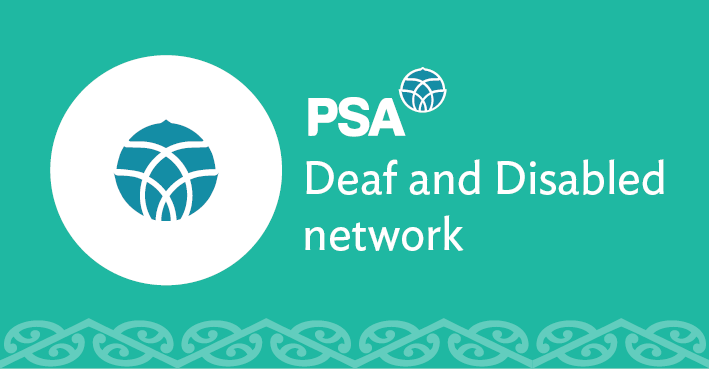 PSA
Deaf and Disabled
network